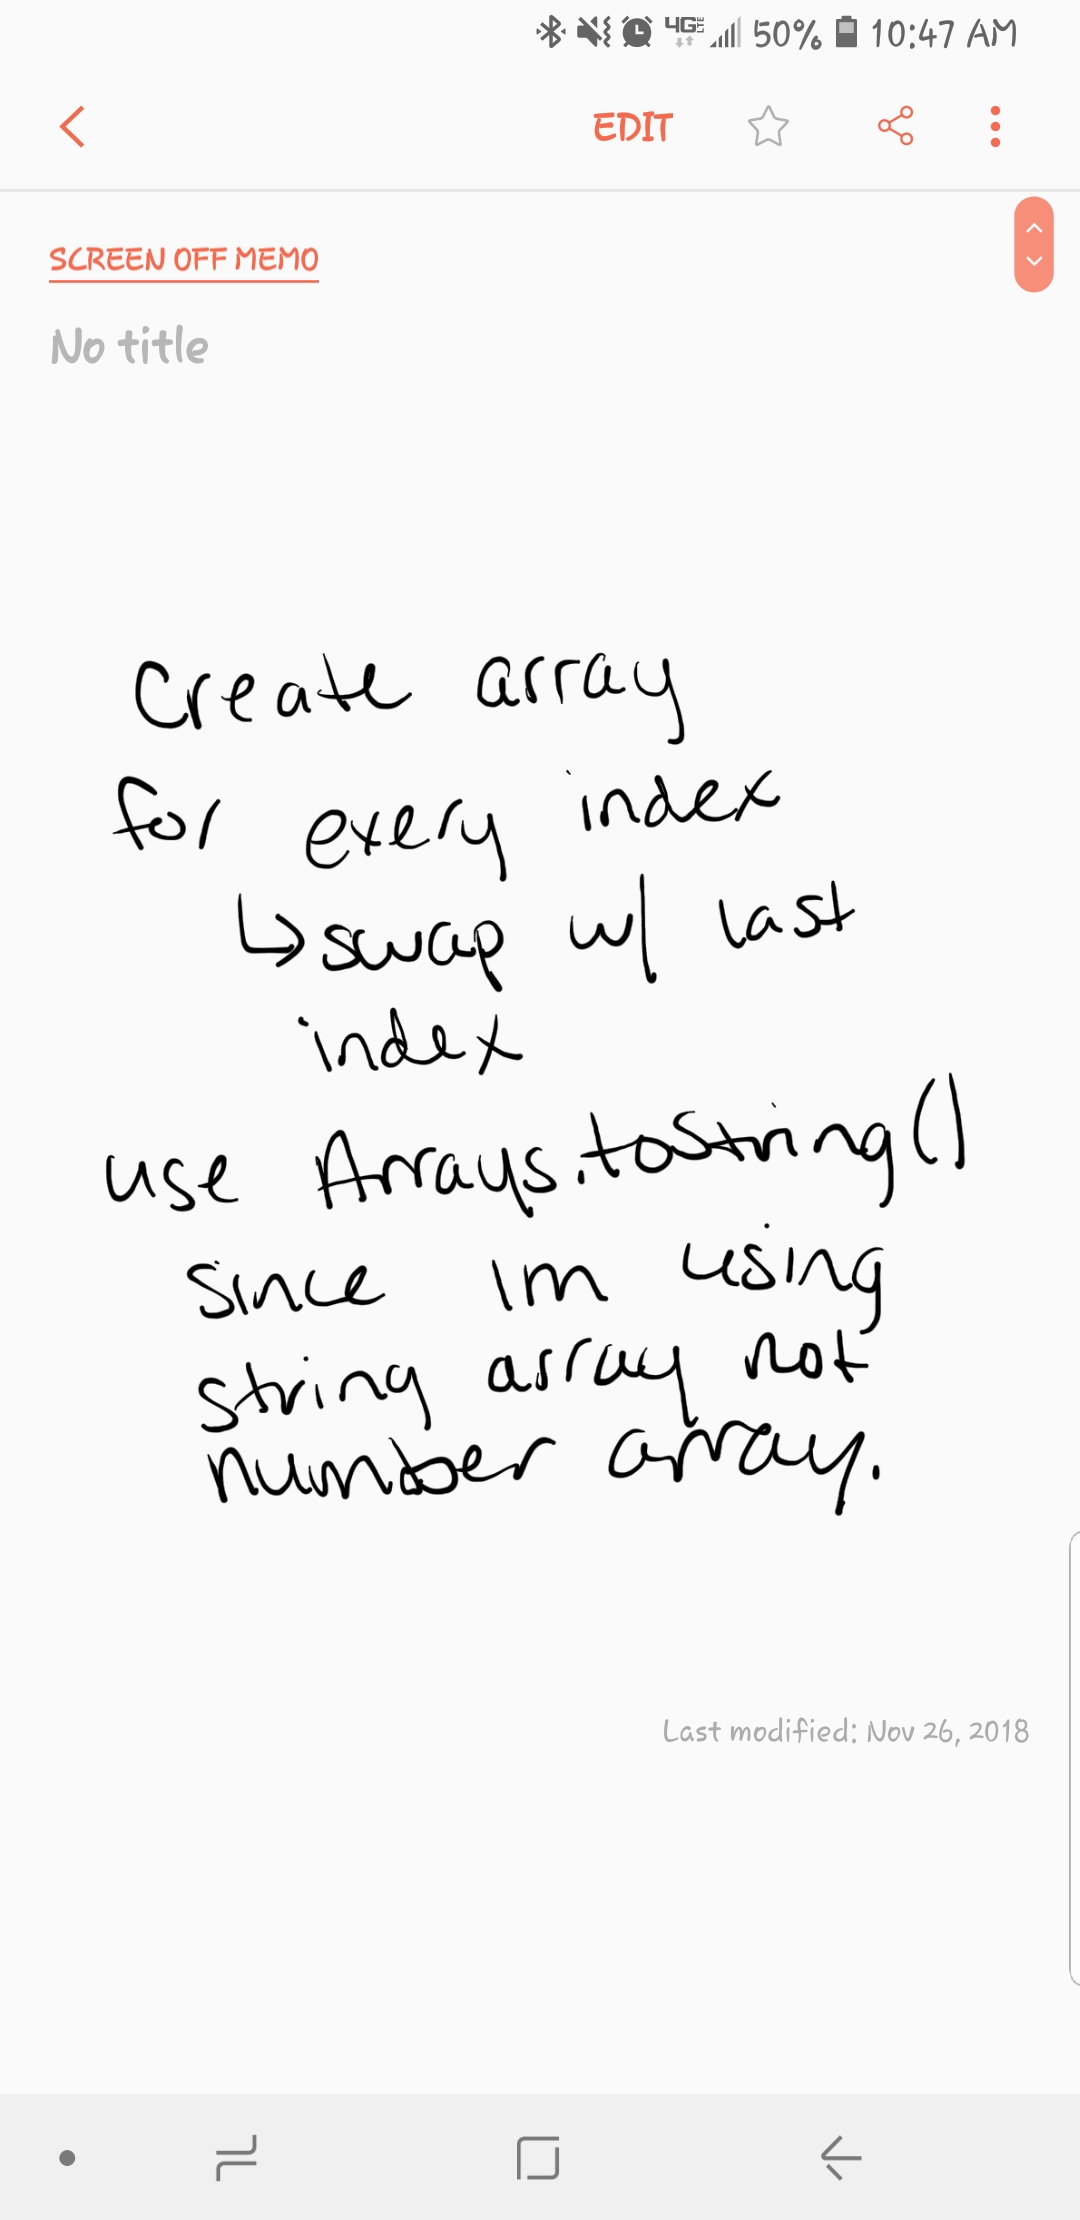 50% 10:47 AM
EDIT
SCREEN OFF MEMO
No title
Create array
for every index
↳ swap w/ last
index
use Arrays.toString()
since im using
string array not
number array.
Last modified: Nov 26, 2018